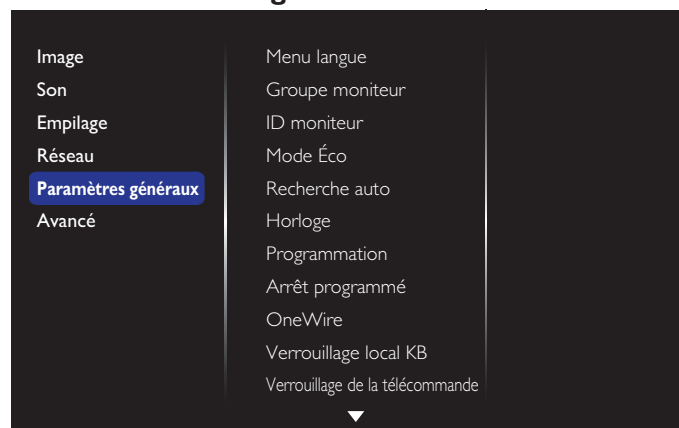 Image
Son
Empilage
Réseau
Paramètres généraux
Avancé
Menu langue
Groupe moniteur
ID moniteur
Mode Éco
Recherche auto
Horloge
Programmation
Arrêt programmé
OneWire
Verrouillage local KB
Verrouillage de la télécommande